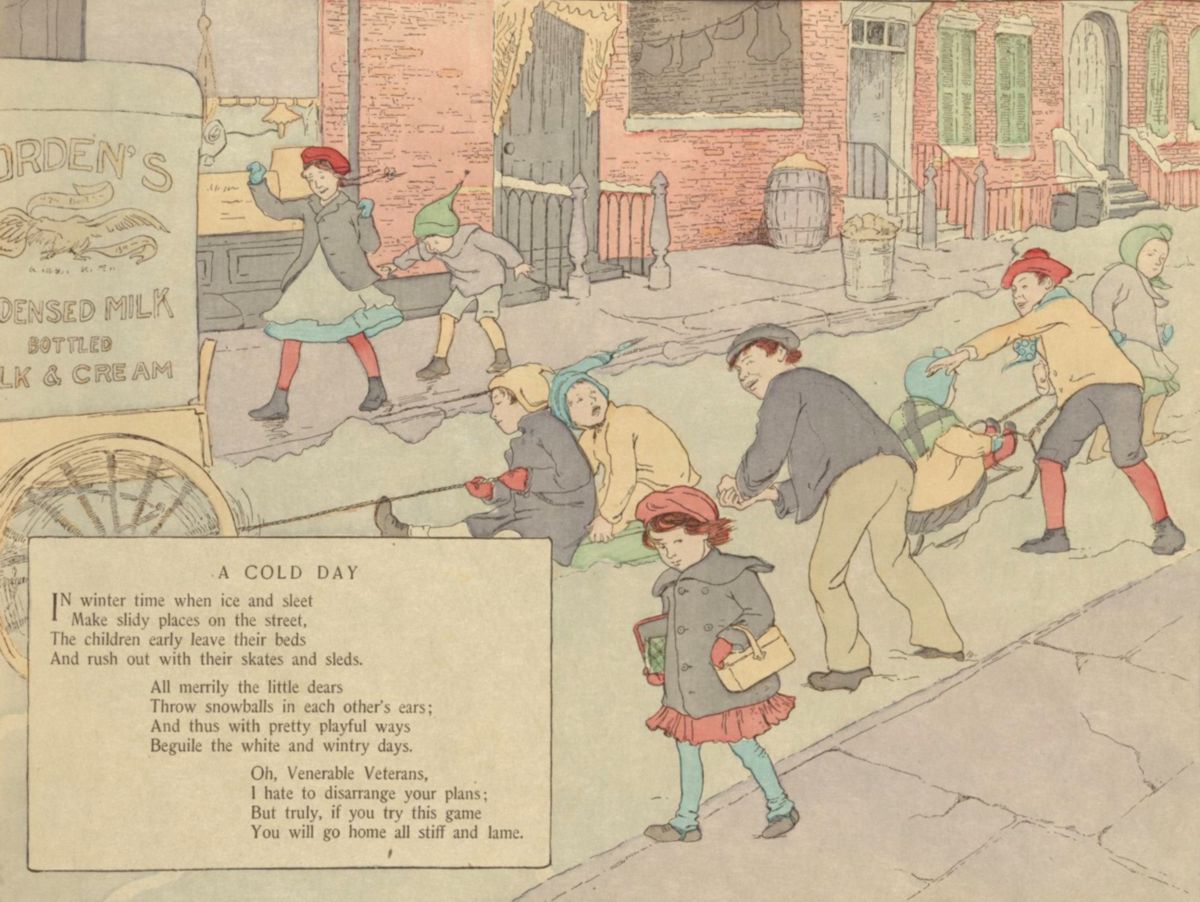 ORDEN'S
DENSED MILK
BOTTLED
LK & CREAM
A COLD DAY
IN winter time when ice and sleet
Make slidy places on the street,
The children early leave their beds
And rush out with their skates and sleds.
All merrily the little dears
Throw snowballs in each other's ears;
And thus with pretty playful ways
Beguile the white and wintry days.
Oh, Venerable Veterans,
I hate to disarrange your plans;
But truly, if you try this game
You will go home all stiff and lame.